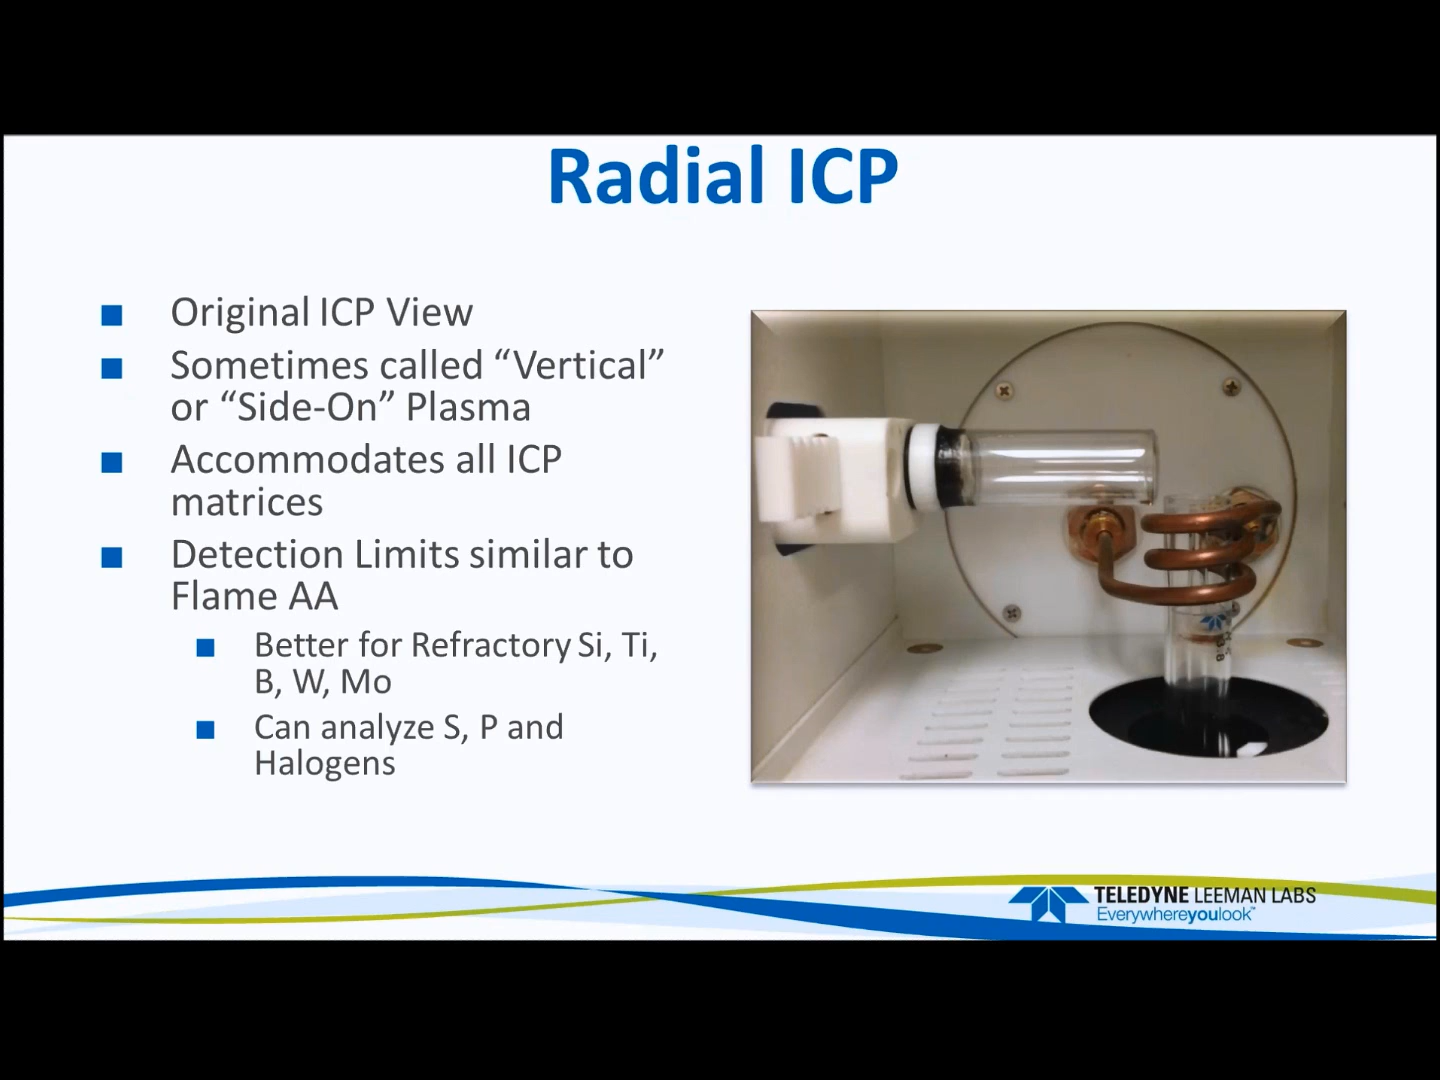 Radial ICP
Original ICP View
Sometimes called “Vertical”
or “Side-On” Plasma
Accommodates all ICP
matrices
Detection Limits similar to
Flame AA
Better for Refractory Si, Ti,
B, W, Mo
Can analyze S, P and
Halogens
TELEDYNE LEEMAN LABS
Everywhereyoulook™